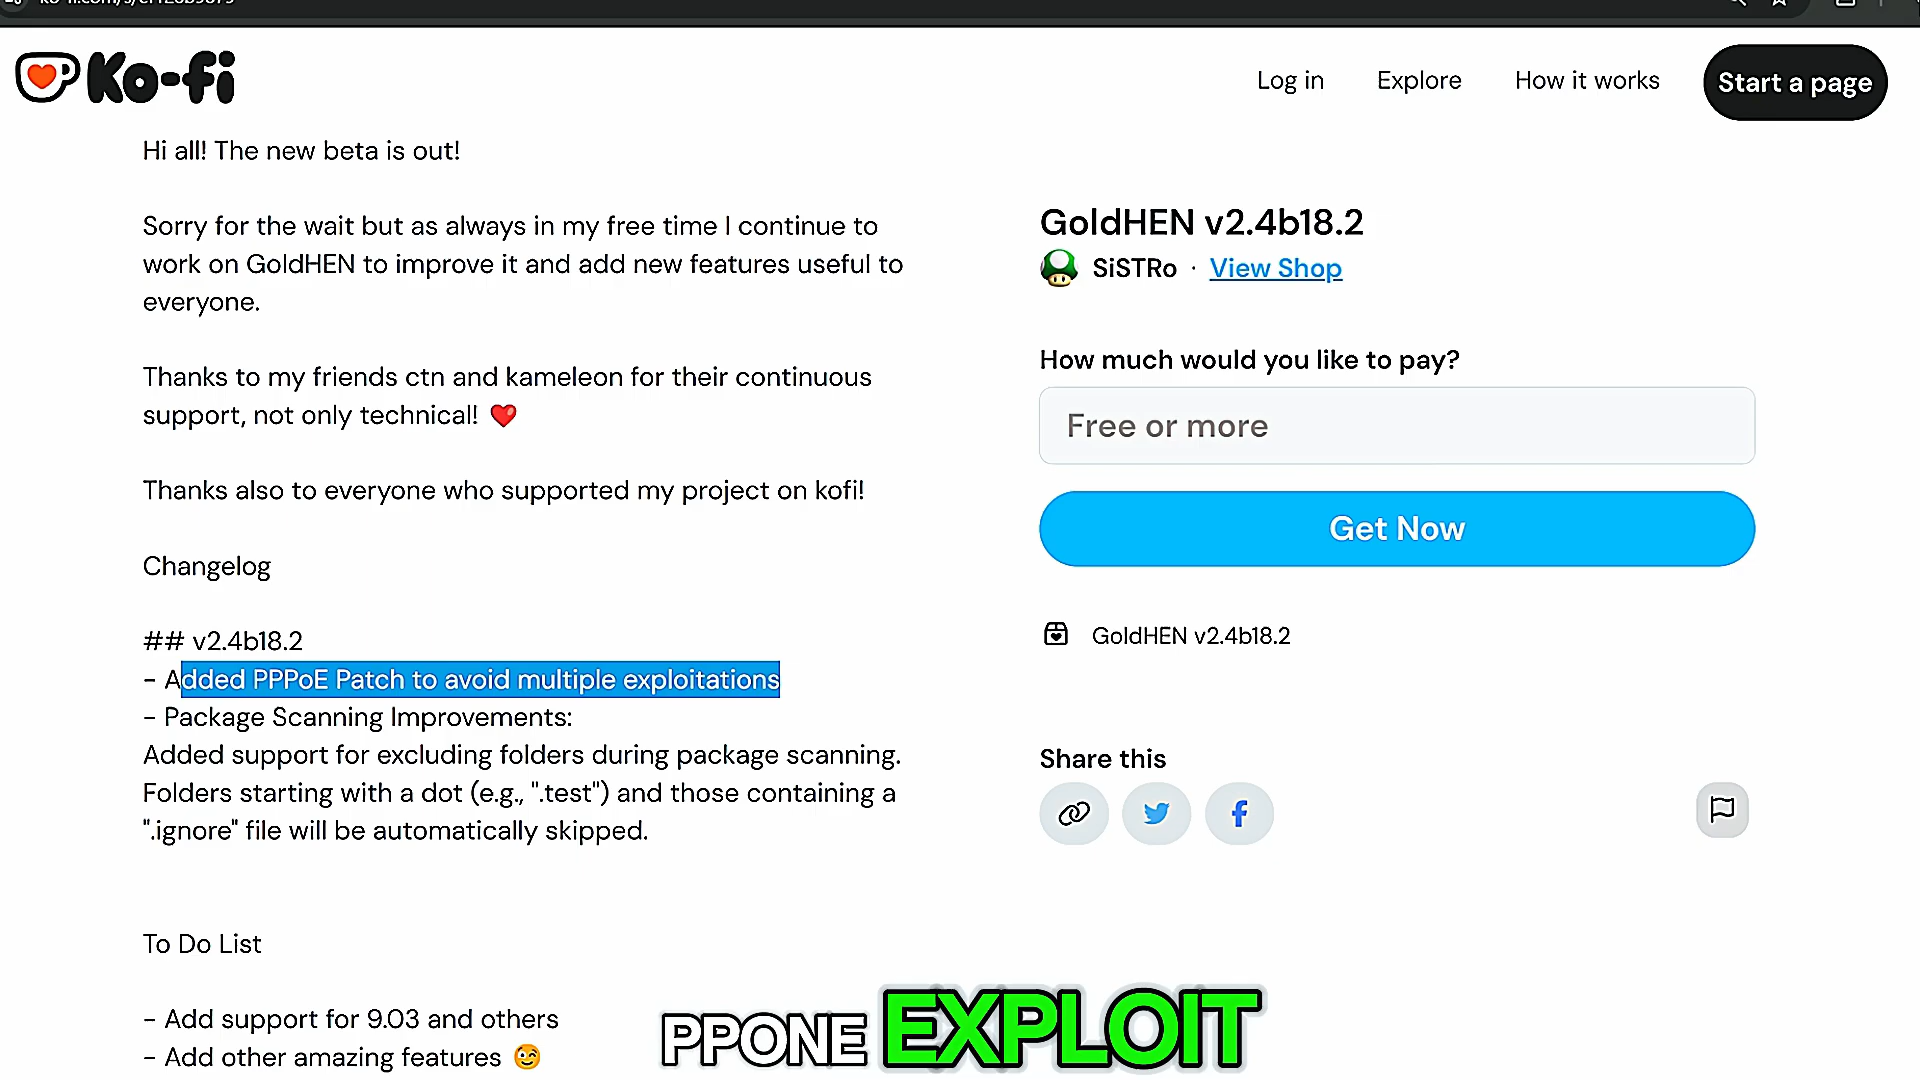 Ko-fi
Log in
Explore
How it works
Start a page
Hi all! The new beta is out!
Sorry for the wait but as always in my free time I continue to
work on GoldHEN to improve it and add new features useful to
everyone.
Thanks to my friends ctn and kameleon for their continuous
support, not only technical! ❤️
Thanks also to everyone who supported my project on kofi!
Changelog
## v2.4b18.2
- Added PPPoE Patch to avoid multiple exploitations
- Package Scanning Improvements:
Added support for excluding folders during package scanning.
Folders starting with a dot (e.g., ".test") and those containing a
".ignore" file will be automatically skipped.
To Do List
- Add support for 9.03 and others
- Add other amazing features 😉
GoldHEN v2.4b18.2
SiSTRo · View Shop
How much would you like to pay?
Free or more
Get Now
GoldHEN v2.4b18.2
Share this
PPONE EXPLOIT